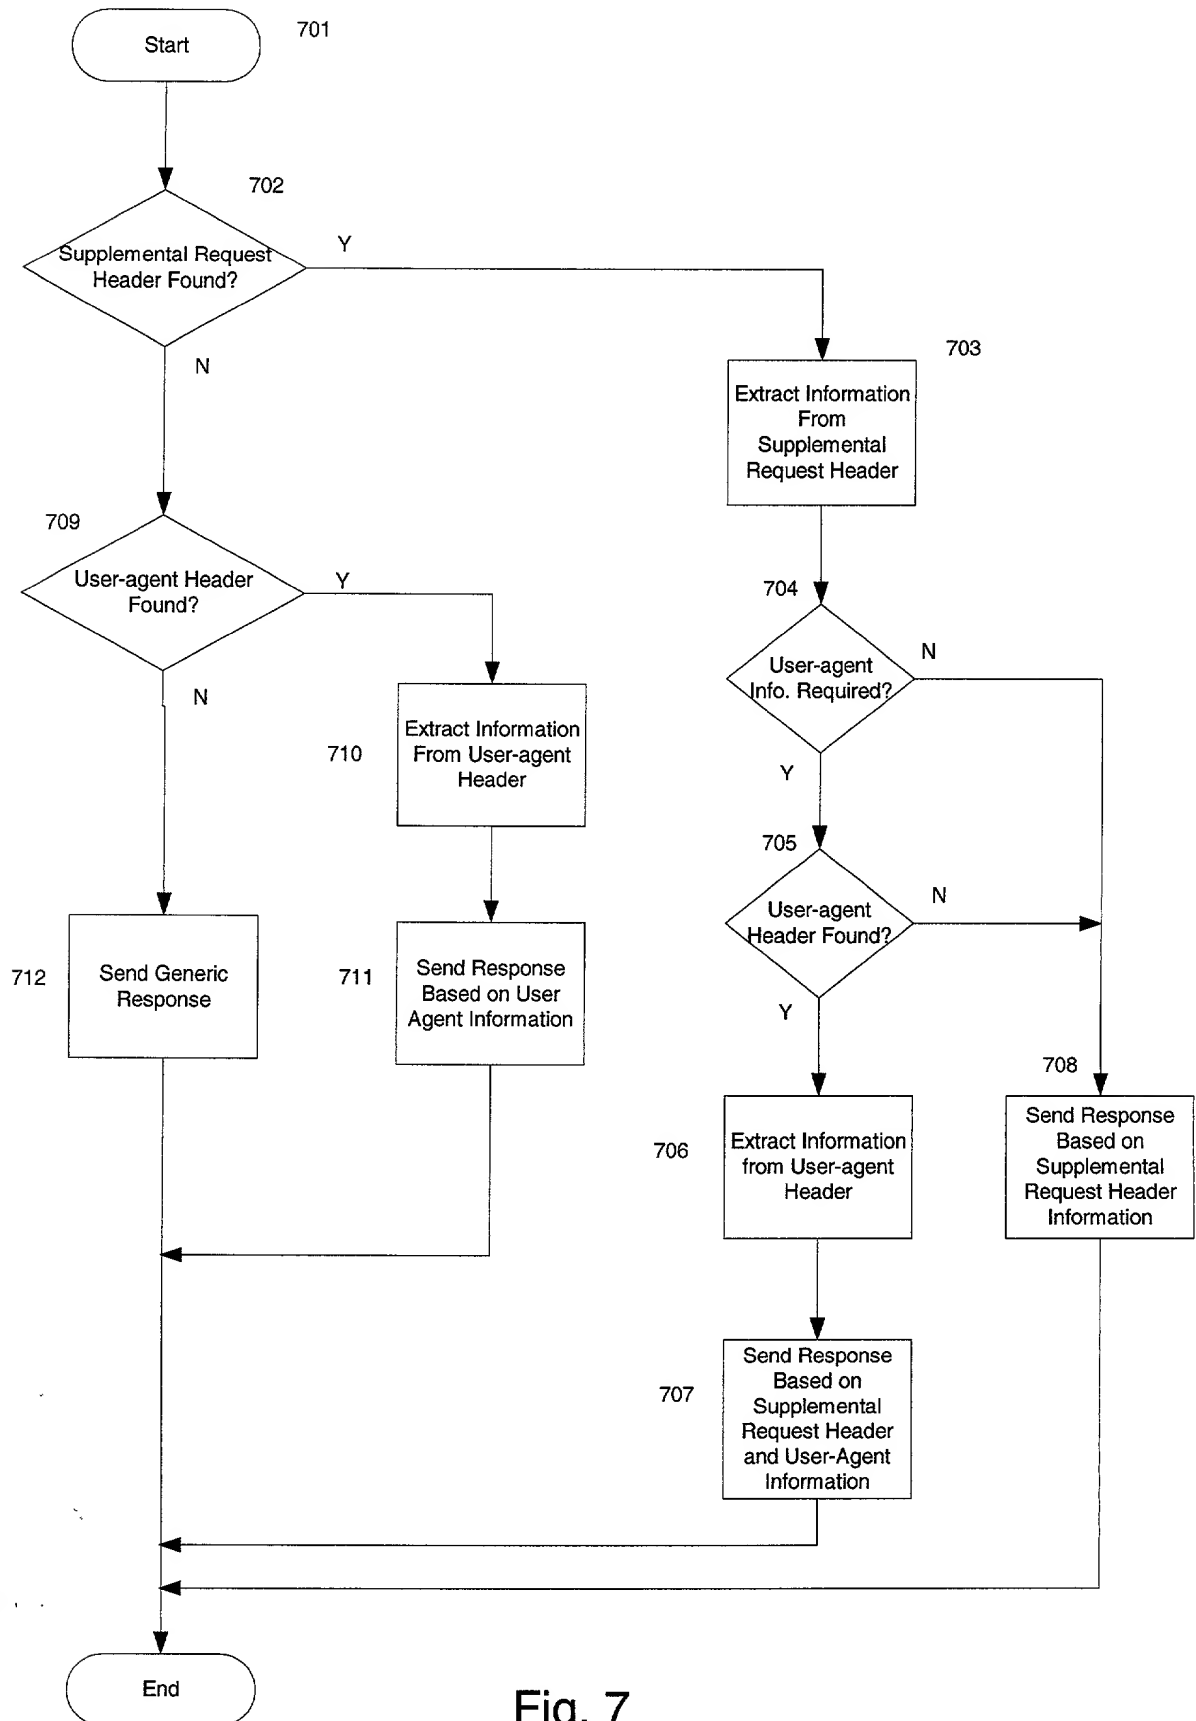 Start
701
702
Supplemental Request
Header Found?
Y
N
703
Extract Information
From
Supplemental
Request Header
709
User-agent Header
Found?
Y
N
704
User-agent
Info. Required?
N
Y
710
Extract Information
From User-agent
Header
705
User-agent
Header Found?
N
Y
712
Send Generic
Response
711
Send Response
Based on User
Agent Information
708
Send Response
Based on
Supplemental
Request Header
Information
706
Extract Information
from User-agent
Header
707
Send Response
Based on
Supplemental
Request Header
and User-Agent
Information
End
Fig. 7